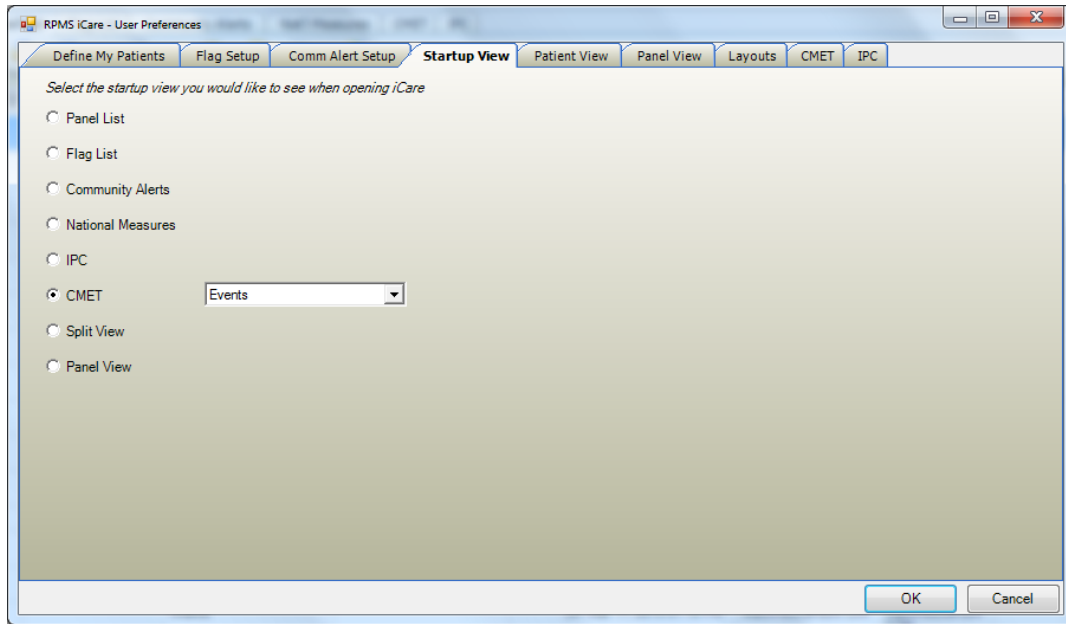 RPMS iCare - User Preferences
Define My Patients Flag Setup Comm Alert Setup Startup View Patient View Panel View Layouts CMET IPC
Select the startup view you would like to see when opening iCare
Panel List
Flag List
Community Alerts
National Measures
IPC
CMET Events
Split View
Panel View
OK Cancel